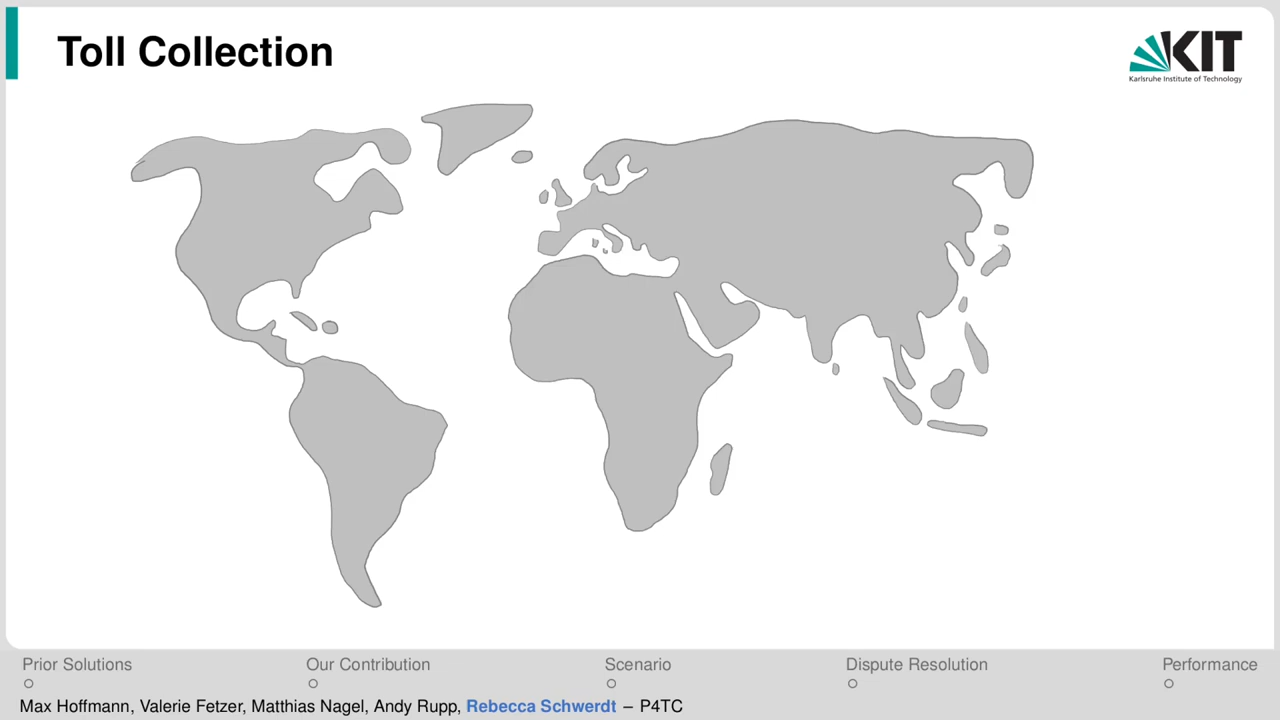 Toll Collection
KIT
Karlsruhe Institute of Technology
Prior Solutions
Our Contribution
Scenario
Dispute Resolution
Performance
Max Hoffmann, Valerie Fetzer, Matthias Nagel, Andy Rupp, Rebecca Schwerdt – P4TC